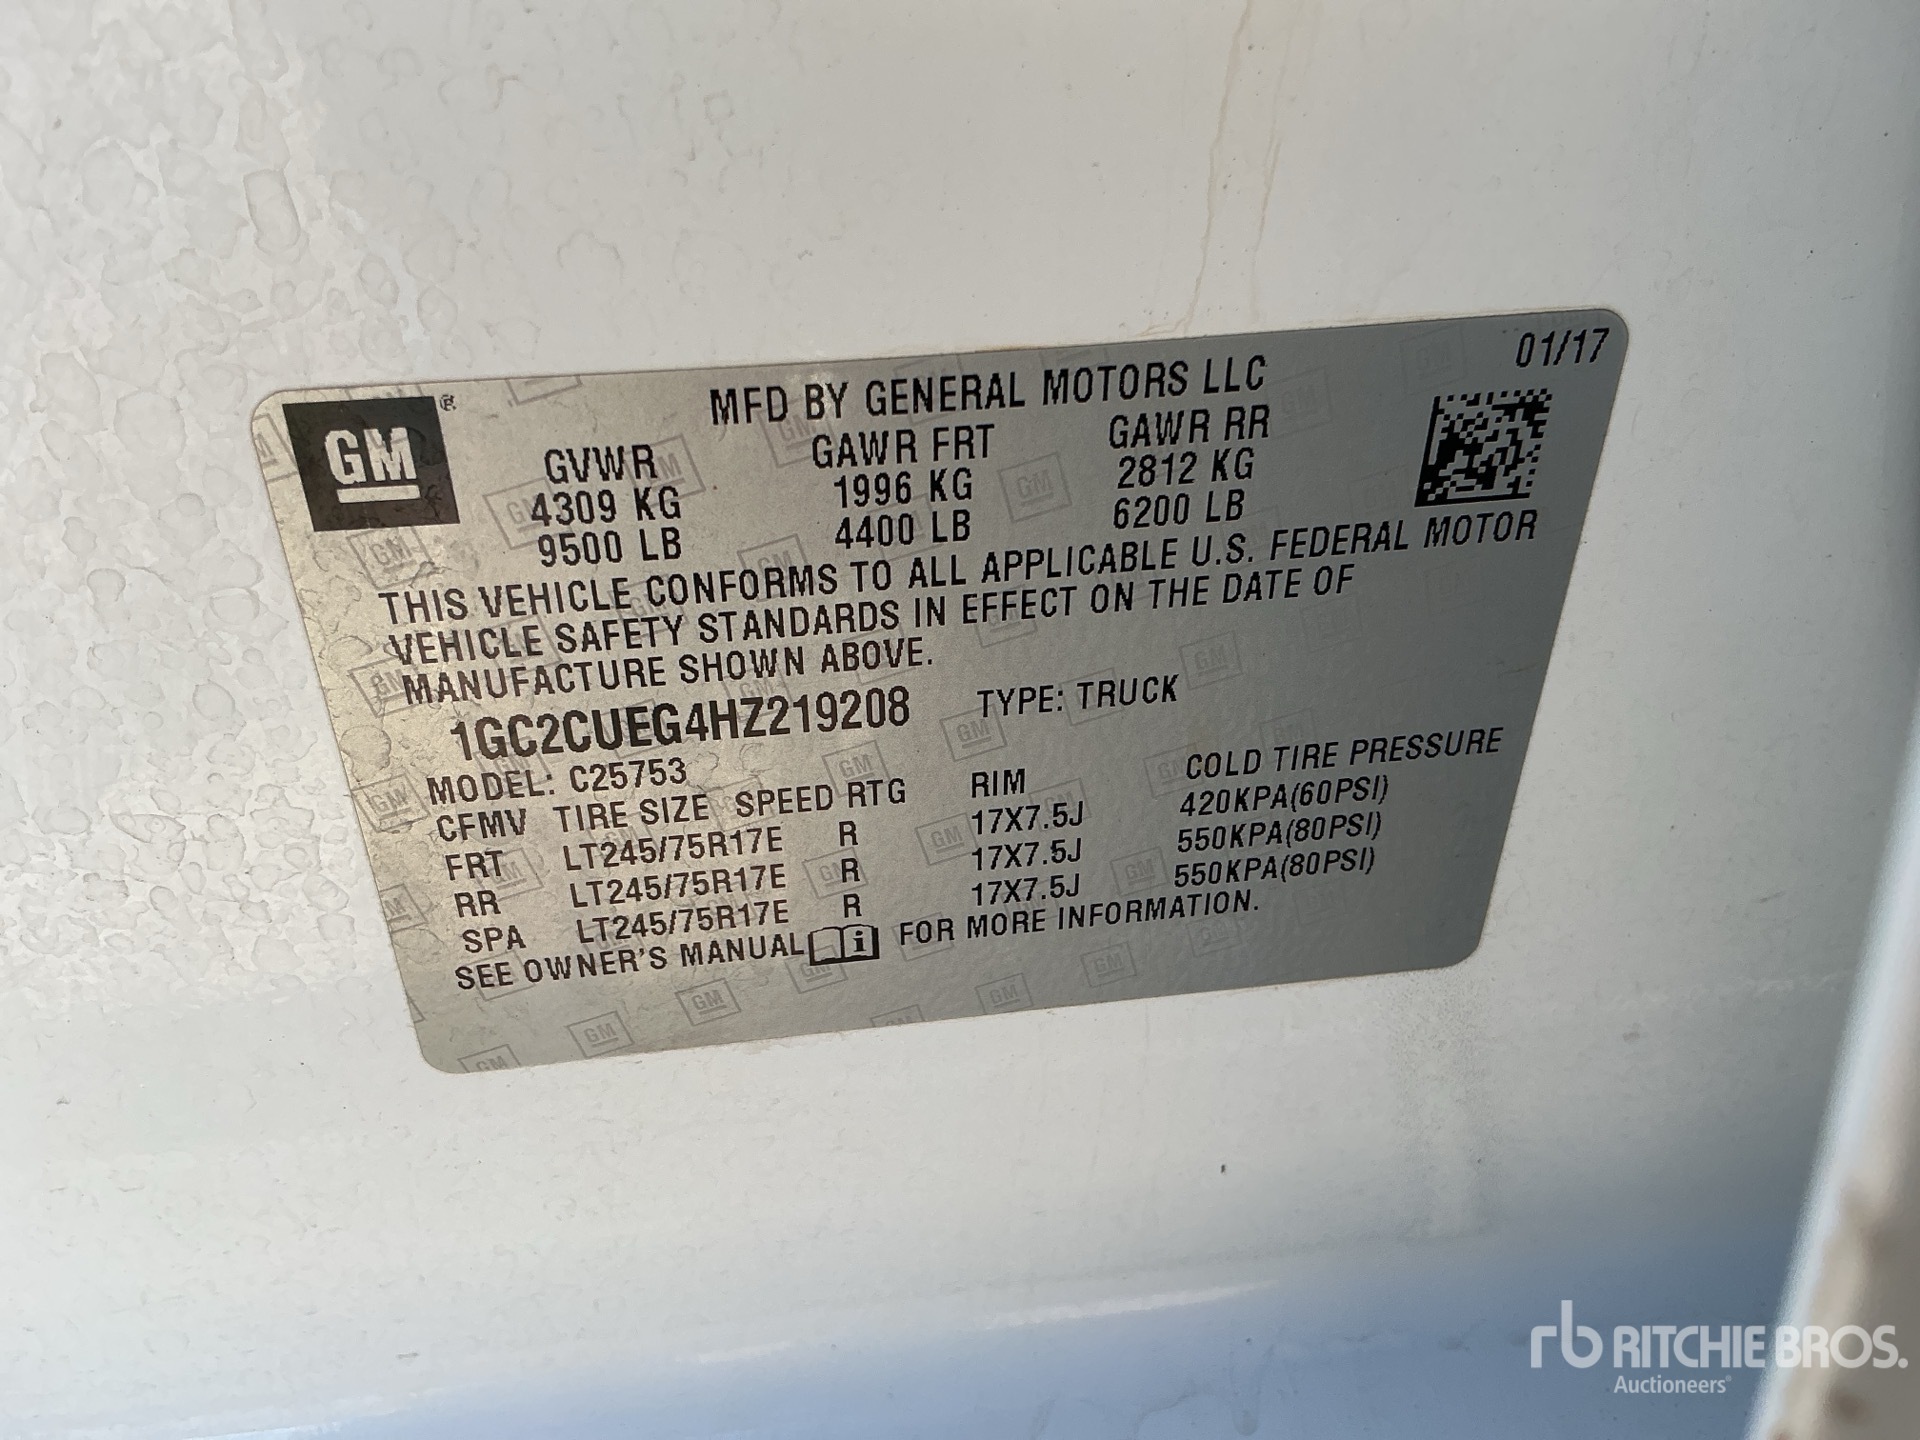 01/17
GM ®
MFD BY GENERAL MOTORS LLC
GVWR GAWR FRT GAWR RR
4309 KG 1996 KG 2812 KG
9500 LB 4400 LB 6200 LB
THIS VEHICLE CONFORMS TO ALL APPLICABLE U.S. FEDERAL MOTOR
VEHICLE SAFETY STANDARDS IN EFFECT ON THE DATE OF
MANUFACTURE SHOWN ABOVE.
1GC2CUEG4HZ219208 TYPE: TRUCK
MODEL: C25753
CFMV TIRE SIZE SPEED RTG RIM COLD TIRE PRESSURE
FRT LT245/75R17E R 17X7.5J 420KPA(60PSI)
RR LT245/75R17E R 17X7.5J 550KPA(80PSI)
SPA LT245/75R17E R 17X7.5J 550KPA(80PSI)
SEE OWNER'S MANUAL i FOR MORE INFORMATION.
rb RITCHIE BROS.
Auctioneers®